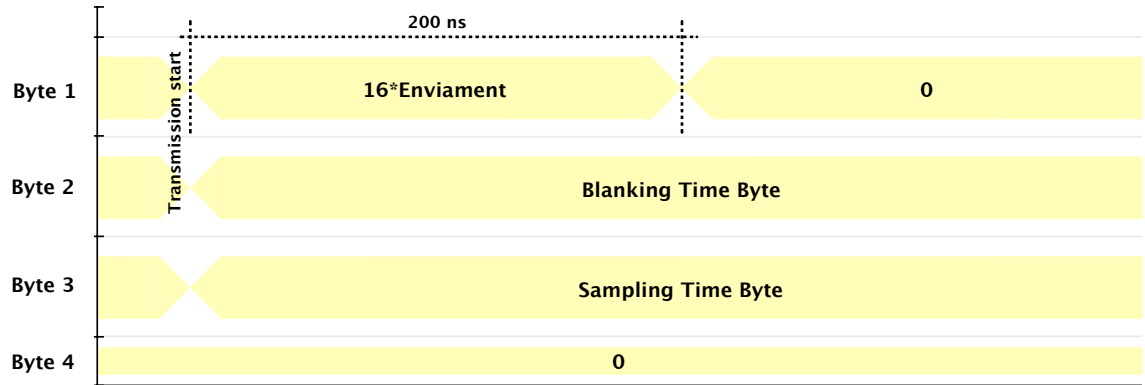 200 ns
Transmission start
Byte 1
16*Enviament
0
Byte 2
Blanking Time Byte
Byte 3
Sampling Time Byte
Byte 4
0